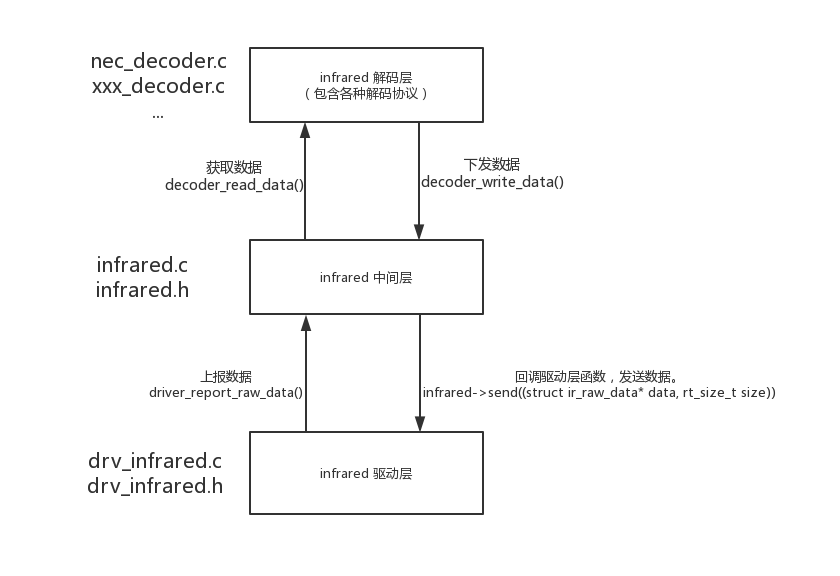 nec_decoder.c
xxx_decoder.c
...
infrared 解码层
（包含各种解码协议）
获取数据
decoder_read_data()
下发数据
decoder_write_data()
infrared.c
infrared.h
infrared 中间层
上报数据
driver_report_raw_data()
回调驱动层函数，发送数据。
infrared->send((struct ir_raw_data* data, rt_size_t size))
drv_infrared.c
drv_infrared.h
infrared 驱动层